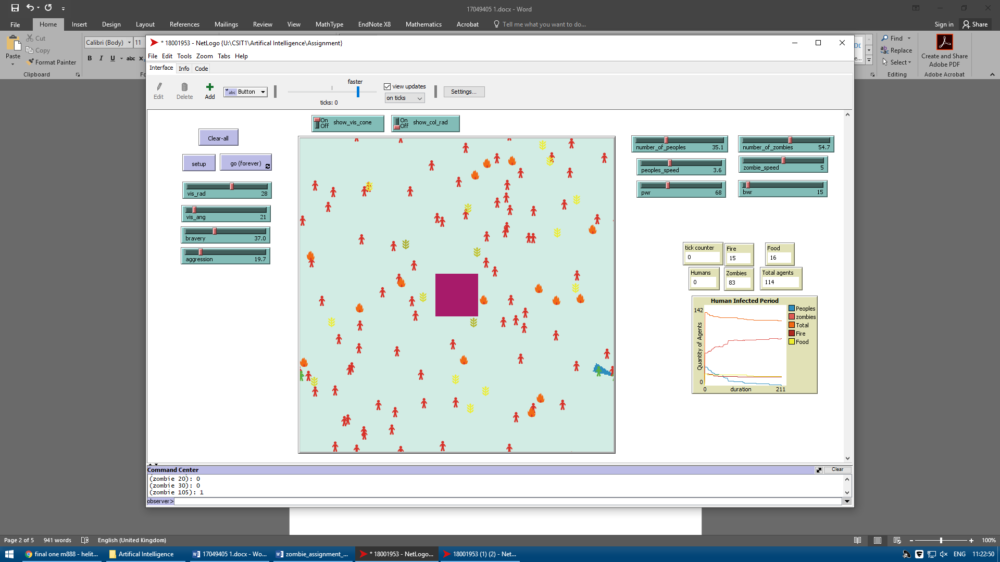 17049405 1.docx - Word
File Home Insert Design Layout References Mailings Review View MathType EndNote X8 Mathematics Acrobat Tell me what you want to do... Sign in Share
Paste
Cut
Copy
Format Painter
Clipboard
Calibri (Body) 11
B I U abc
Find
Replace
Select
Editing
Create and Share
Adobe PDF
Adobe Acrobat
* 18001953 - NetLogo {U:\CSIT1\Artifical Intelligence\Assignment}
File Edit Tools Zoom Tabs Help
Interface Info Code
Edit Delete Add
abc Button
faster
ticks: 0
view updates
on ticks
Settings...
On
Off
show_vis_cone
On
Off
show_col_rad
Clear-all
setup
go (forever)
vis_rad 28
vis_ang 21
bravery 37.0
aggression 19.7
number_of_peoples 35.1
number_of_zombies 54.7
peoples_speed 3.6
zombie_speed 5
pwr 68
bwr 15
tick counter
0
Fire
15
Food
16
Humans
0
Zombies
83
Total agents
114
Human Infected Period
142
0
Quantity of Agents
0 duration 211
Peoples
zombies
Total
Fire
Food
Command Center
Clear
(zombie 20): 0
(zombie 30): 0
(zombie 105): 1
observer>
Page 2 of 5 941 words English (United Kingdom) 100%
final one m888 - helit...
Artifical Intelligence
17049405 1.docx - Wo...
zombie_assignment_...
* 18001953 - NetLogo...
18001953 (1) (2) - Net...
ENG 11:22:50